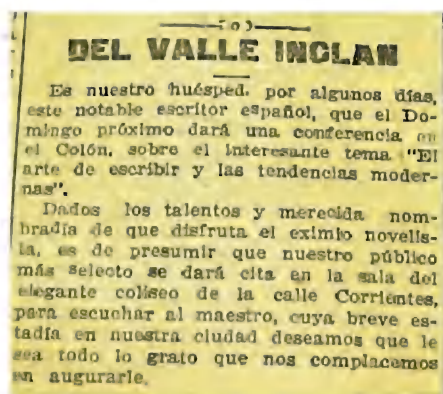 (o)
DEL VALLE INCLAN
Es nuestro huésped, por algunos días,
este notable escritor español, que el Do-
mingo próximo dará una conferencia en
el Colón, sobre el interesante tema "El
arte de escribir y las tendencias moder-
nas".
Dados los talentos y merecida nom-
bradía de que disfruta el eximio novelis-
ta, es de presumir que nuestro público
más selecto se dará cita en la sala del
elegante coliseo de la calle Corrientes,
para escuchar al maestro, cuya breve es-
tadía en nuestra ciudad deseamos que le
sea todo lo grato que nos complacemos
en augurarle.